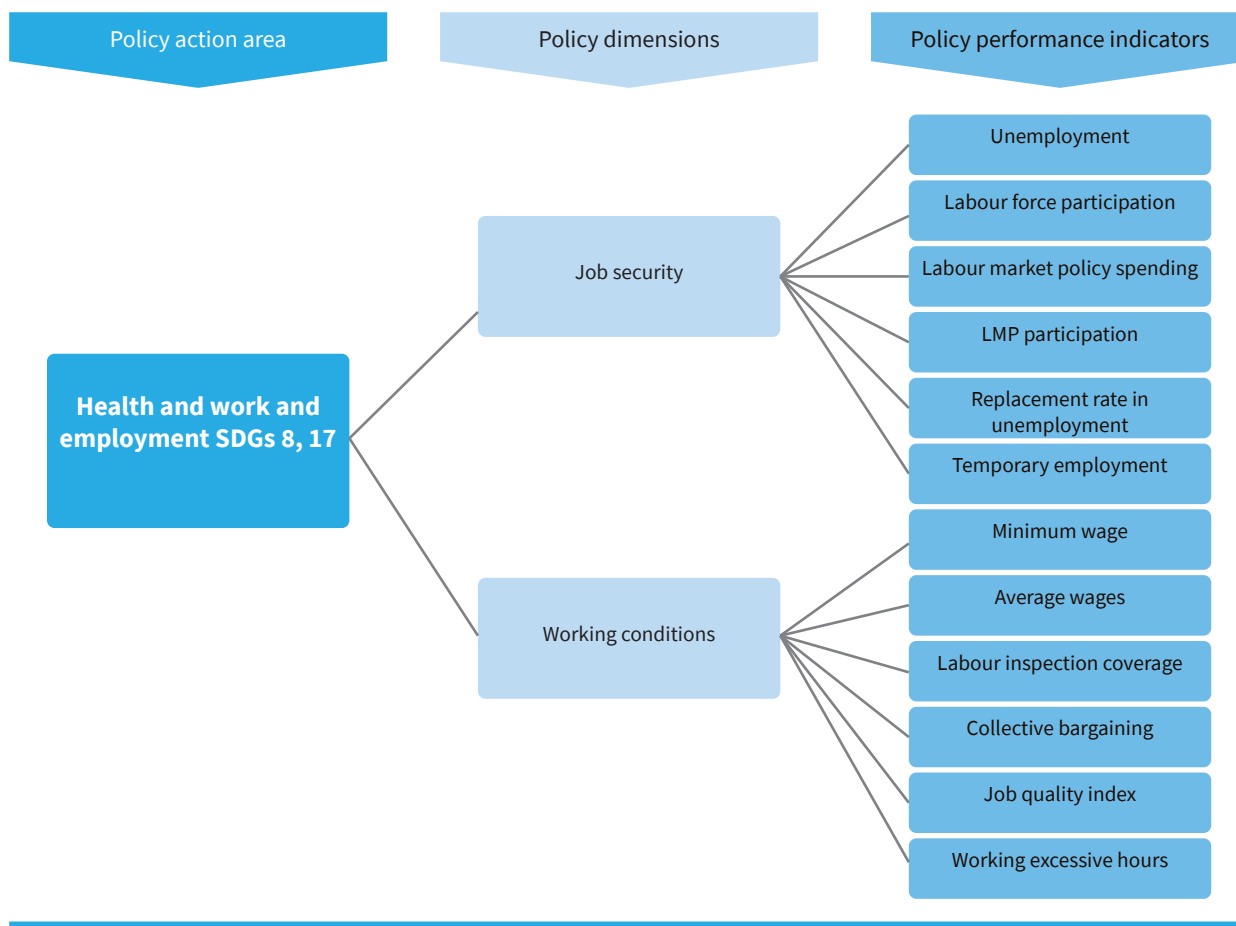 Policy action area
Policy dimensions
Policy performance indicators
Health and work and
employment SDGs 8, 17
Job security
Working conditions
Unemployment
Labour force participation
Labour market policy spending
LMP participation
Replacement rate in
unemployment
Temporary employment
Minimum wage
Average wages
Labour inspection coverage
Collective bargaining
Job quality index
Working excessive hours